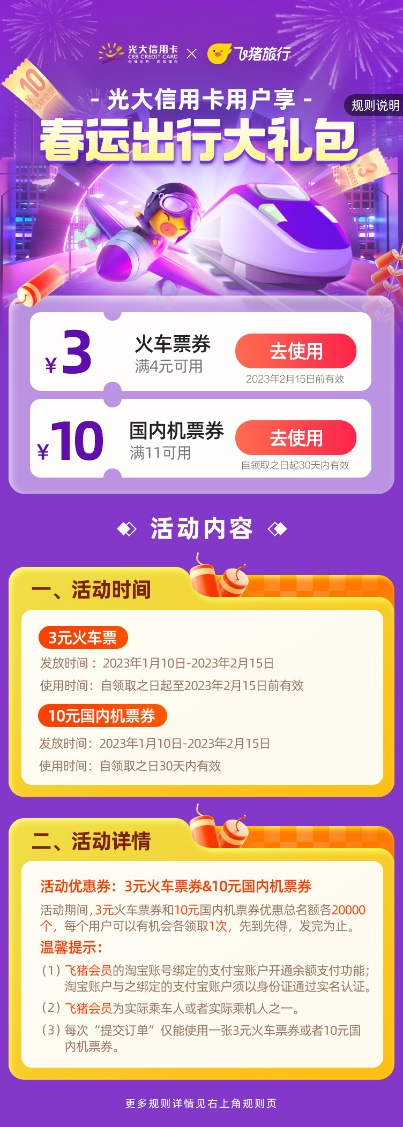 光大信用卡
CEB CREDIT CARD
×
飞猪旅行
10
- 光大信用卡用户享 -
规则说明
春运出行大礼包
3
¥3
火车票券
满4元可用
去使用
2023年2月15日前有效
¥10
国内机票券
满11可用
去使用
自领取之日起30天内有效
活动内容
一、活动时间
3元火车票
发放时间：2023年1月10日-2023年2月15日
使用时间：自领取之日起至2023年2月15日前有效
10元国内机票券
发放时间：2023年1月10日-2023年2月15日
使用时间：自领取之日30天内有效
二、活动详情
活动优惠券：3元火车票券&10元国内机票券
活动期间,3元火车票券和10元国内机票券优惠总名额各20000
个，每个用户可以有机会各领取1次，先到先得，发完为止。
温馨提示：
（1）飞猪会员的淘宝账号绑定的支付宝账户开通余额支付功能；
淘宝账户与之绑定的支付宝账户须以身份证通过实名认证。
（2）飞猪会员为实际乘车人或者实际乘机人之一。
（3）每次“提交订单”仅能使用一张3元火车票券或者10元国
内机票券。
更多规则详情见右上角规则页